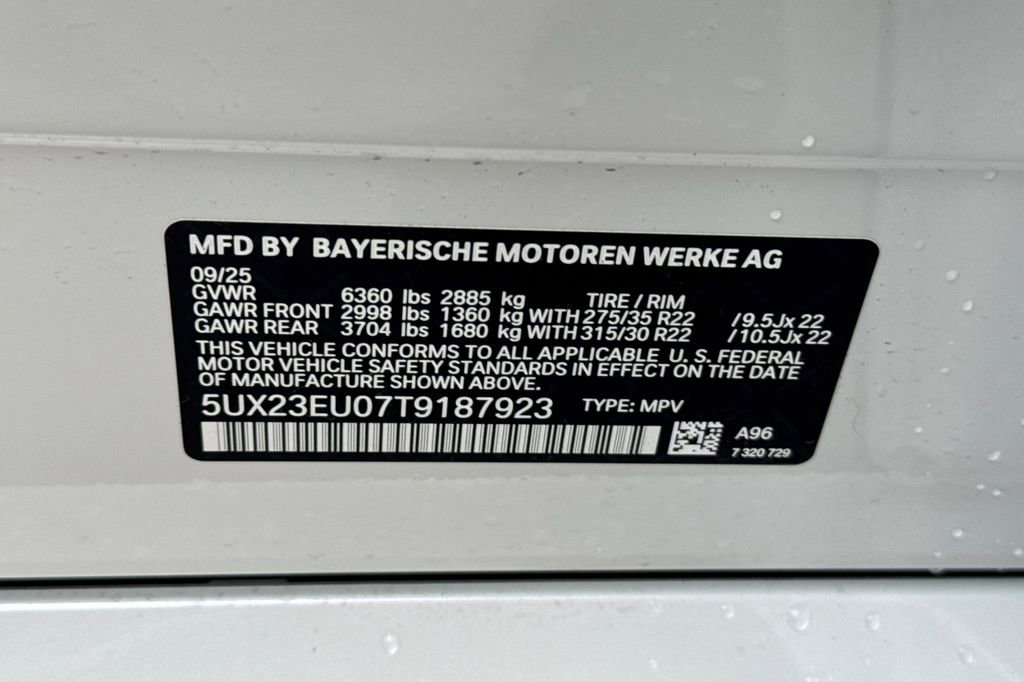 MFD BY BAYERISCHE MOTOREN WERKE AG
09/25
GVWR 6360 lbs 2885 kg TIRE / RIM
GAWR FRONT 2998 lbs 1360 kg WITH 275/35 R22 /9.5Jx 22
GAWR REAR 3704 lbs 1680 kg WITH 315/30 R22 /10.5Jx 22
THIS VEHICLE CONFORMS TO ALL APPLICABLE U. S. FEDERAL
MOTOR VEHICLE SAFETY STANDARDS IN EFFECT ON THE DATE
OF MANUFACTURE SHOWN ABOVE.
5UX23EU07T9187923 TYPE: MPV
A96
7 320 729